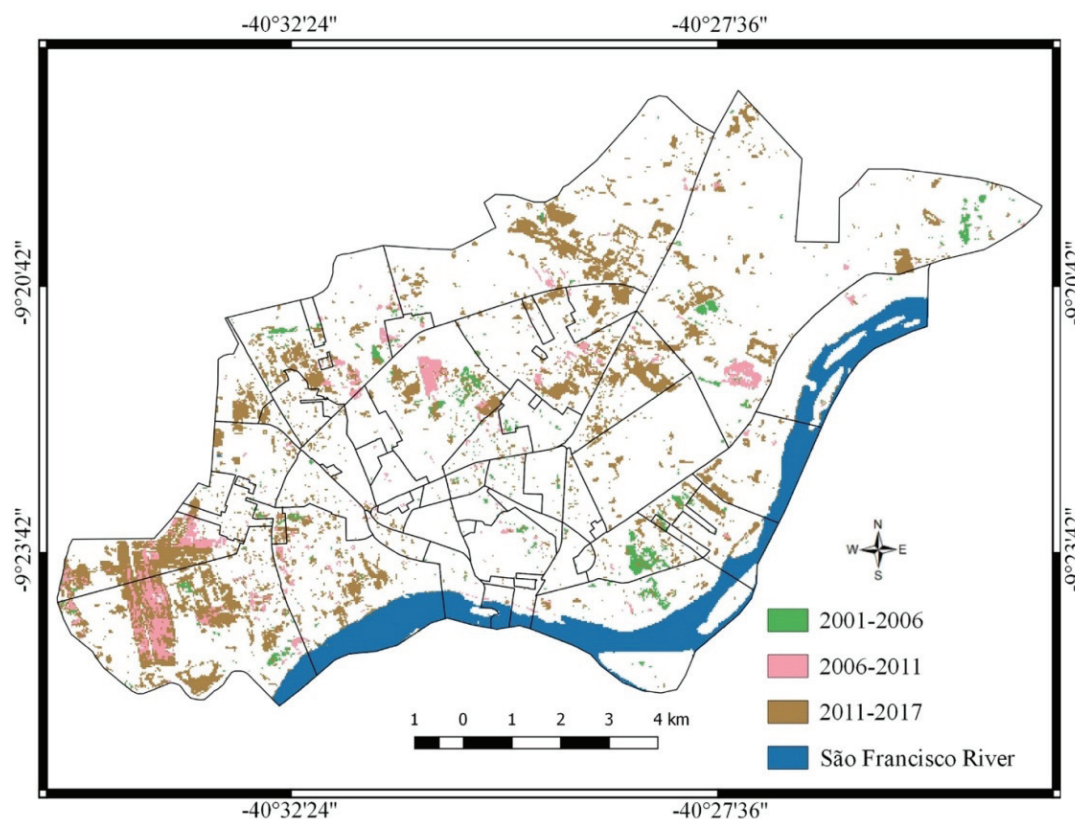 -40°32'24" -40°27'36"
-9°20'42" -9°20'42"
-9°23'42" -9°23'42"
N
W E
S
2001-2006
2006-2011
2011-2017
São Francisco River
1 0 1 2 3 4 km
-40°32'24" -40°27'36"